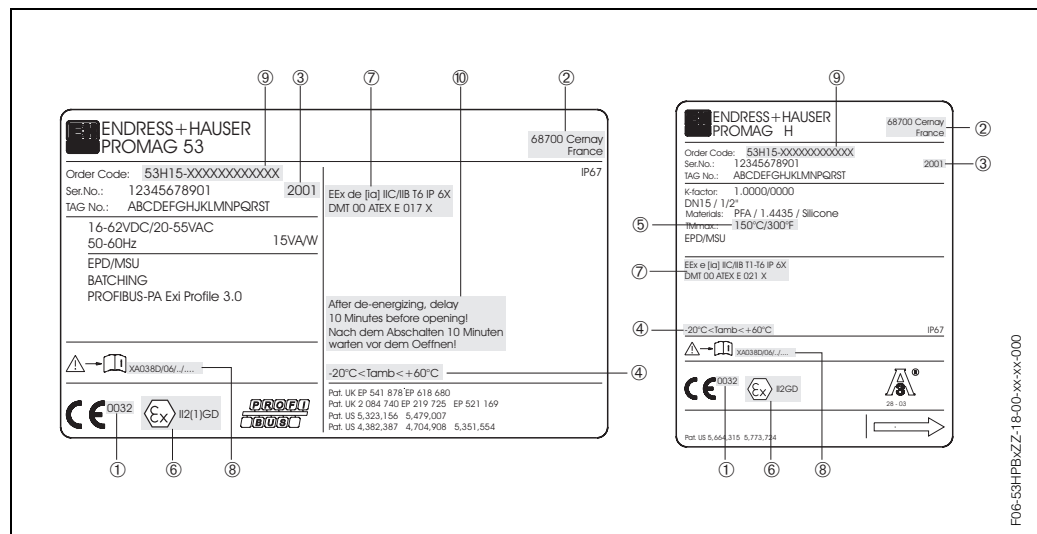 ⑨ ③ ⑦ ⑩ ②
ENDRESS+HAUSER
PROMAG 53
68700 Cernay
France
Order Code: 53H15-XXXXXXXXXXXX
Ser.No.: 12345678901 2001
TAG No.: ABCDEFGHJKLMNPQRST
16-62VDC/20-55VAC
50-60Hz 15VA/W
EPD/MSU
BATCHING
PROFIBUS-PA Exi Profile 3.0
XA038D/06/../....
0032
εx
II2(1)GD
PROFI
BUS
IP67
EEx de [ia] IIC/IIB T6 IP 6X
DMT 00 ATEX E 017 X
After de-energizing, delay
10 Minutes before opening!
Nach dem Abschalten 10 Minuten
warten vor dem Oeffnen!
-20°C<Tamb<+60°C ④
Pat. UK EP 541 878 EP 618 680
Pat. UK 2 084 740 EP 219 725 EP 521 169
Pat. US 5,323,156 5,479,007
Pat. US 4,382,387 4,704,908 5,351,554
① ⑥ ⑧
⑨
ENDRESS+HAUSER
PROMAG H
68700 Cernay
France
②
Order Code: 53H15-XXXXXXXXXXXX
Ser.No.: 12345678901 2001 ③
TAG No.: ABCDEFGHJKLMNPQRST
K-factor: 1.0000/0000
DN15 / 1/2"
Materials: PFA / 1.4435 / Silicone
⑤ TMmax.: 150°C/300°F
EPD/MSU
⑦ EEx e [ia] IIC/IIB T1-T6 IP 6X
DMT 00 ATEX E 021 X
④ -20°C<Tamb<+60°C IP67
XA038D/06/../....
CE 0032
εx
II2GD
A3 ®
28 - 03
Pat. US 5,664,315 5,773,724
① ⑥ ⑧
F06-53HPBxZZ-18-00-xx-xx-000